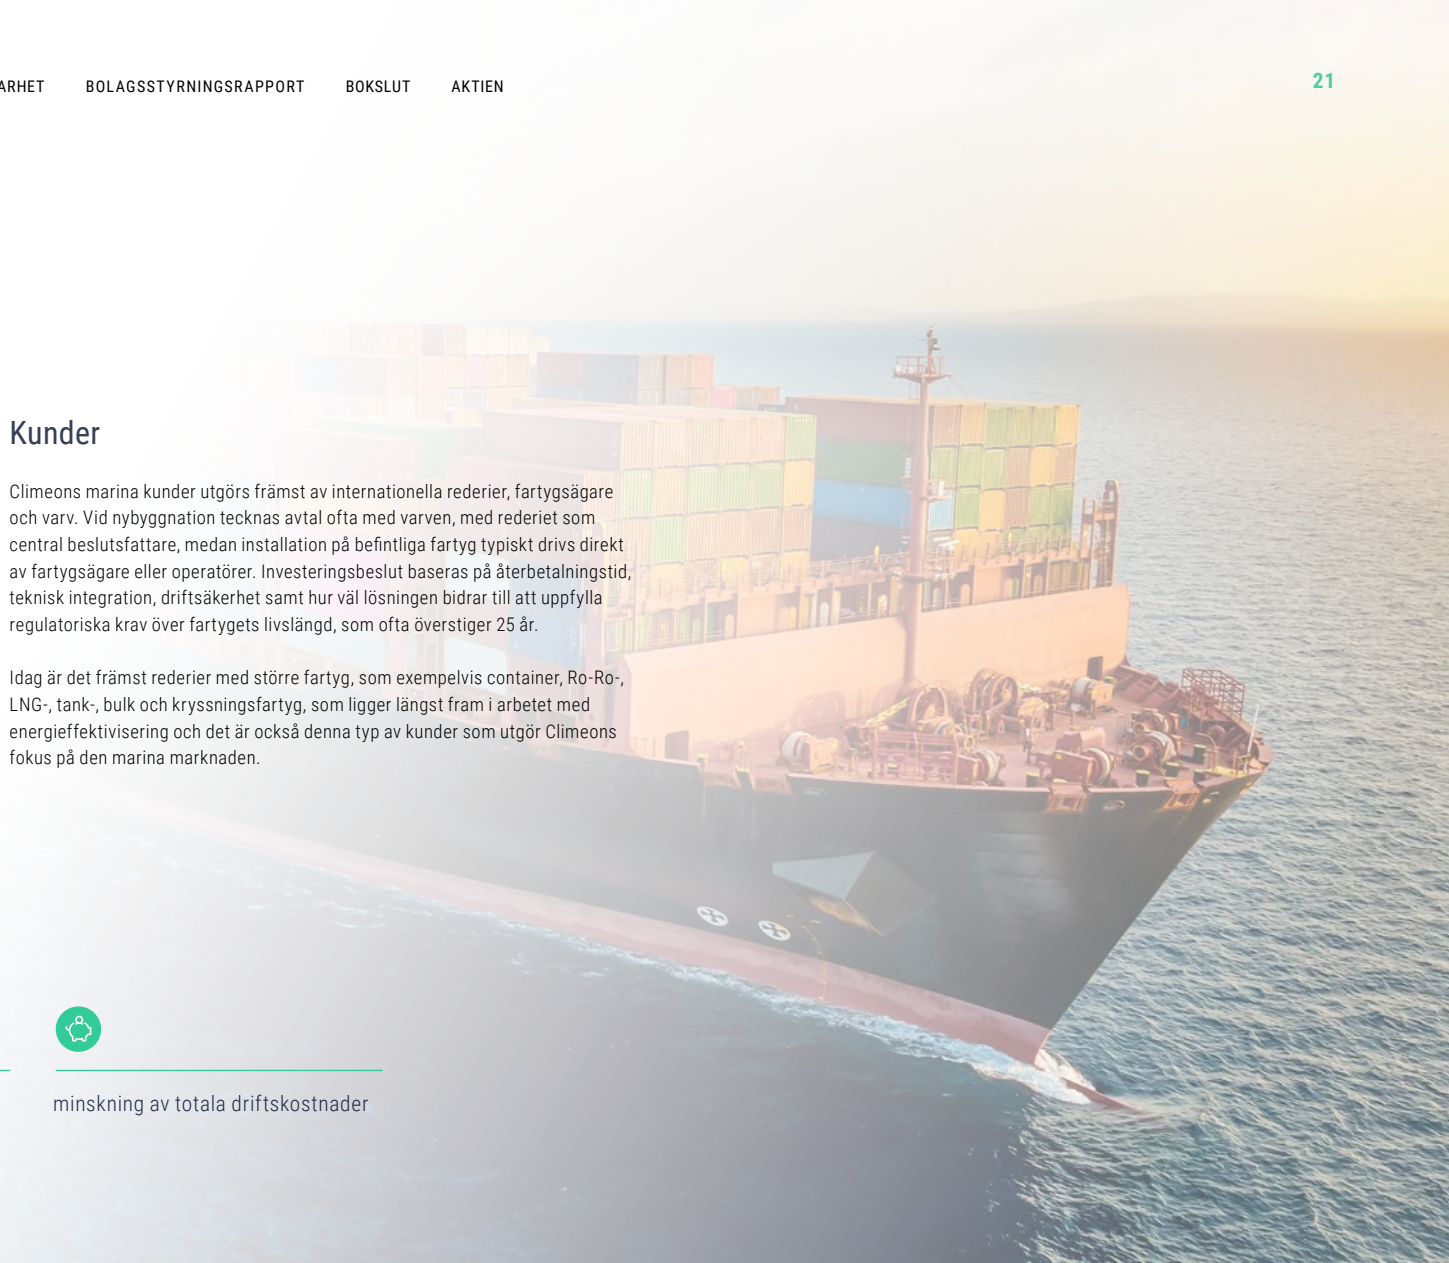 ARHET BOLAGSSTYRNINGSRAPPORT BOKSLUT AKTIEN 21
Kunder
Climeons marina kunder utgörs främst av internationella rederier, fartygsägare
och varv. Vid nybyggnation tecknas avtal ofta med varven, med rederiet som
central beslutsfattare, medan installation på befintliga fartyg typiskt drivs direkt
av fartygsägare eller operatörer. Investeringsbeslut baseras på återbetalningstid,
teknisk integration, driftsäkerhet samt hur väl lösningen bidrar till att uppfylla
regulatoriska krav över fartygets livslängd, som ofta överstiger 25 år.
Idag är det främst rederier med större fartyg, som exempelvis container, Ro-Ro-,
LNG-, tank-, bulk och kryssningsfartyg, som ligger längst fram i arbetet med
energieffektivisering och det är också denna typ av kunder som utgör Climeons
fokus på den marina marknaden.
minskning av totala driftskostnader